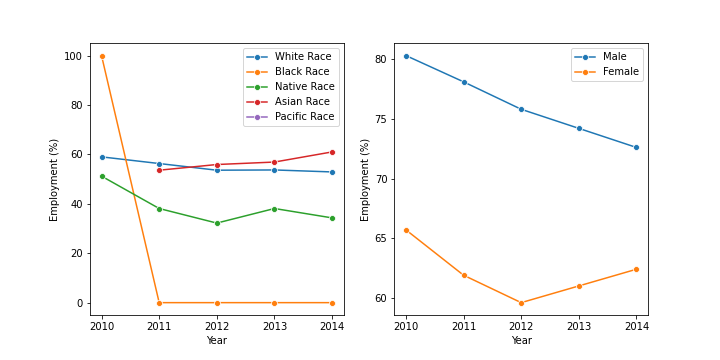 100
80
60
40
20
0
Employment (%)
2010 2011 2012 2013 2014
Year
White Race
Black Race
Native Race
Asian Race
Pacific Race
80
75
70
65
60
Employment (%)
2010 2011 2012 2013 2014
Year
Male
Female